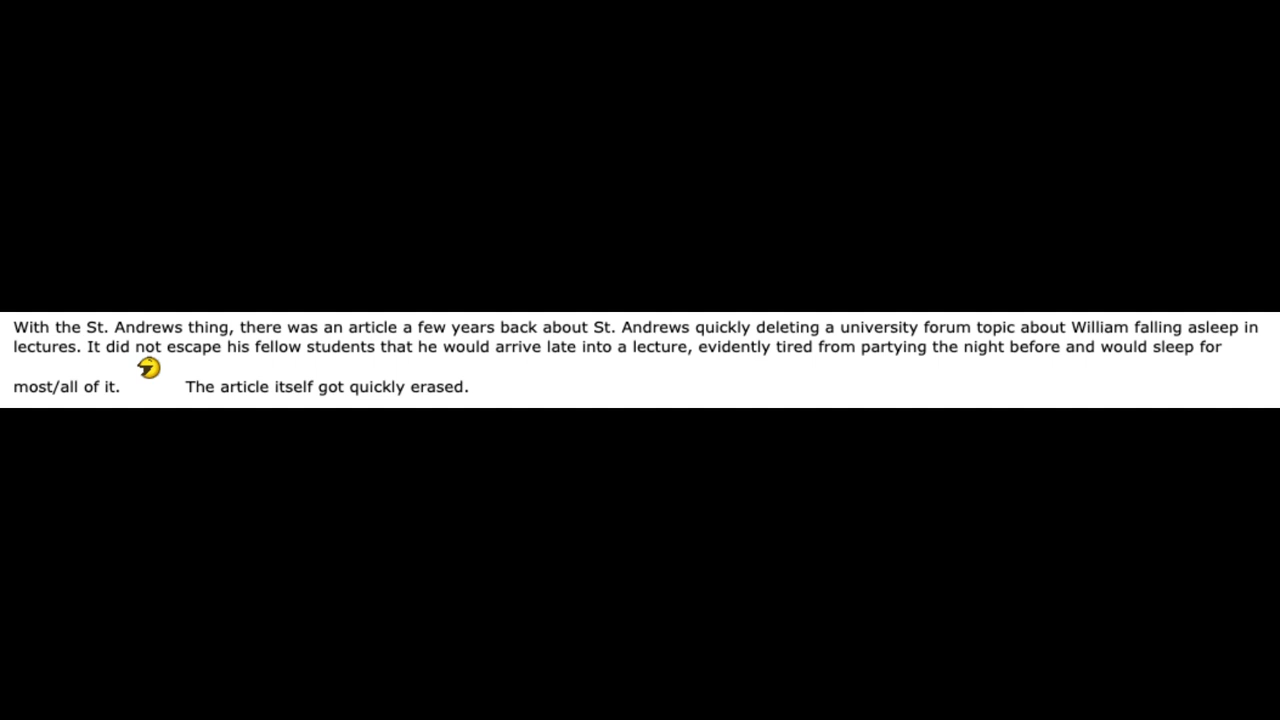 With the St. Andrews thing, there was an article a few years back about St. Andrews quickly deleting a university forum topic about William falling asleep in
lectures. It did not escape his fellow students that he would arrive late into a lecture, evidently tired from partying the night before and would sleep for
most/all of it. The article itself got quickly erased.